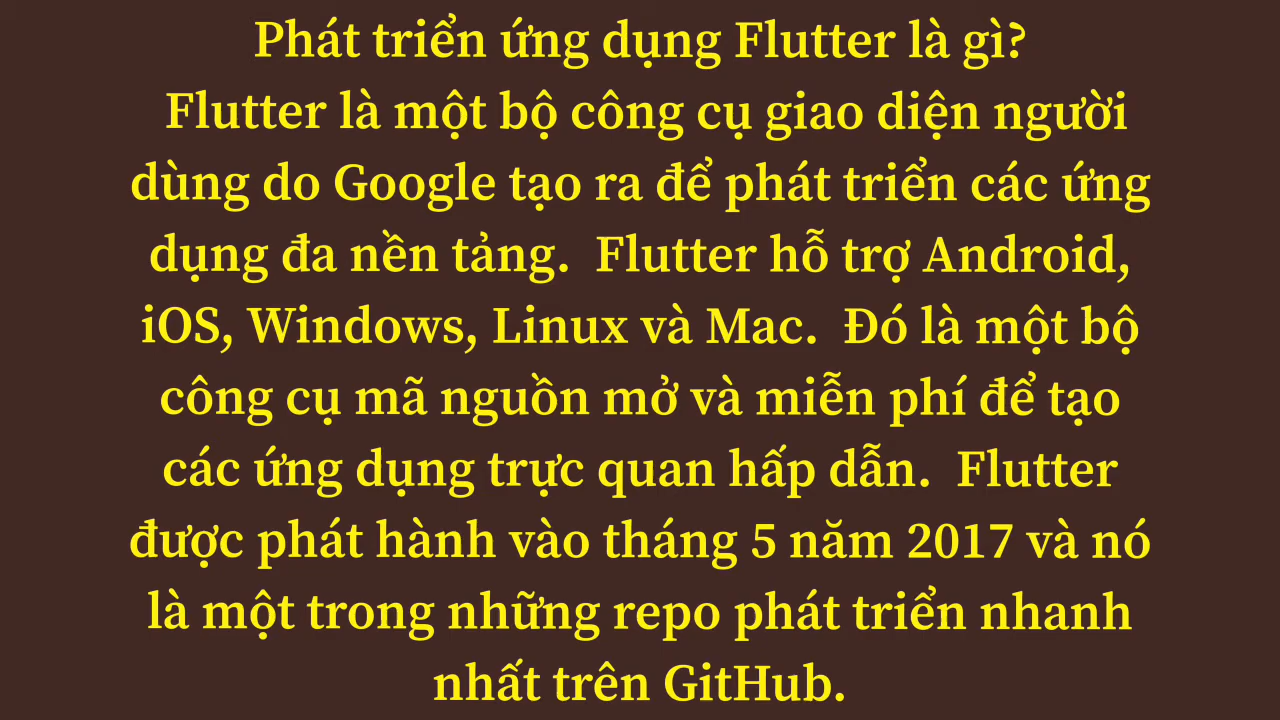 Phát triển ứng dụng Flutter là gì?
Flutter là một bộ công cụ giao diện người
dùng do Google tạo ra để phát triển các ứng
dụng đa nền tảng.  Flutter hỗ trợ Android,
iOS, Windows, Linux và Mac.  Đó là một bộ
công cụ mã nguồn mở và miễn phí để tạo
các ứng dụng trực quan hấp dẫn.  Flutter
được phát hành vào tháng 5 năm 2017 và nó
là một trong những repo phát triển nhanh
nhất trên GitHub.